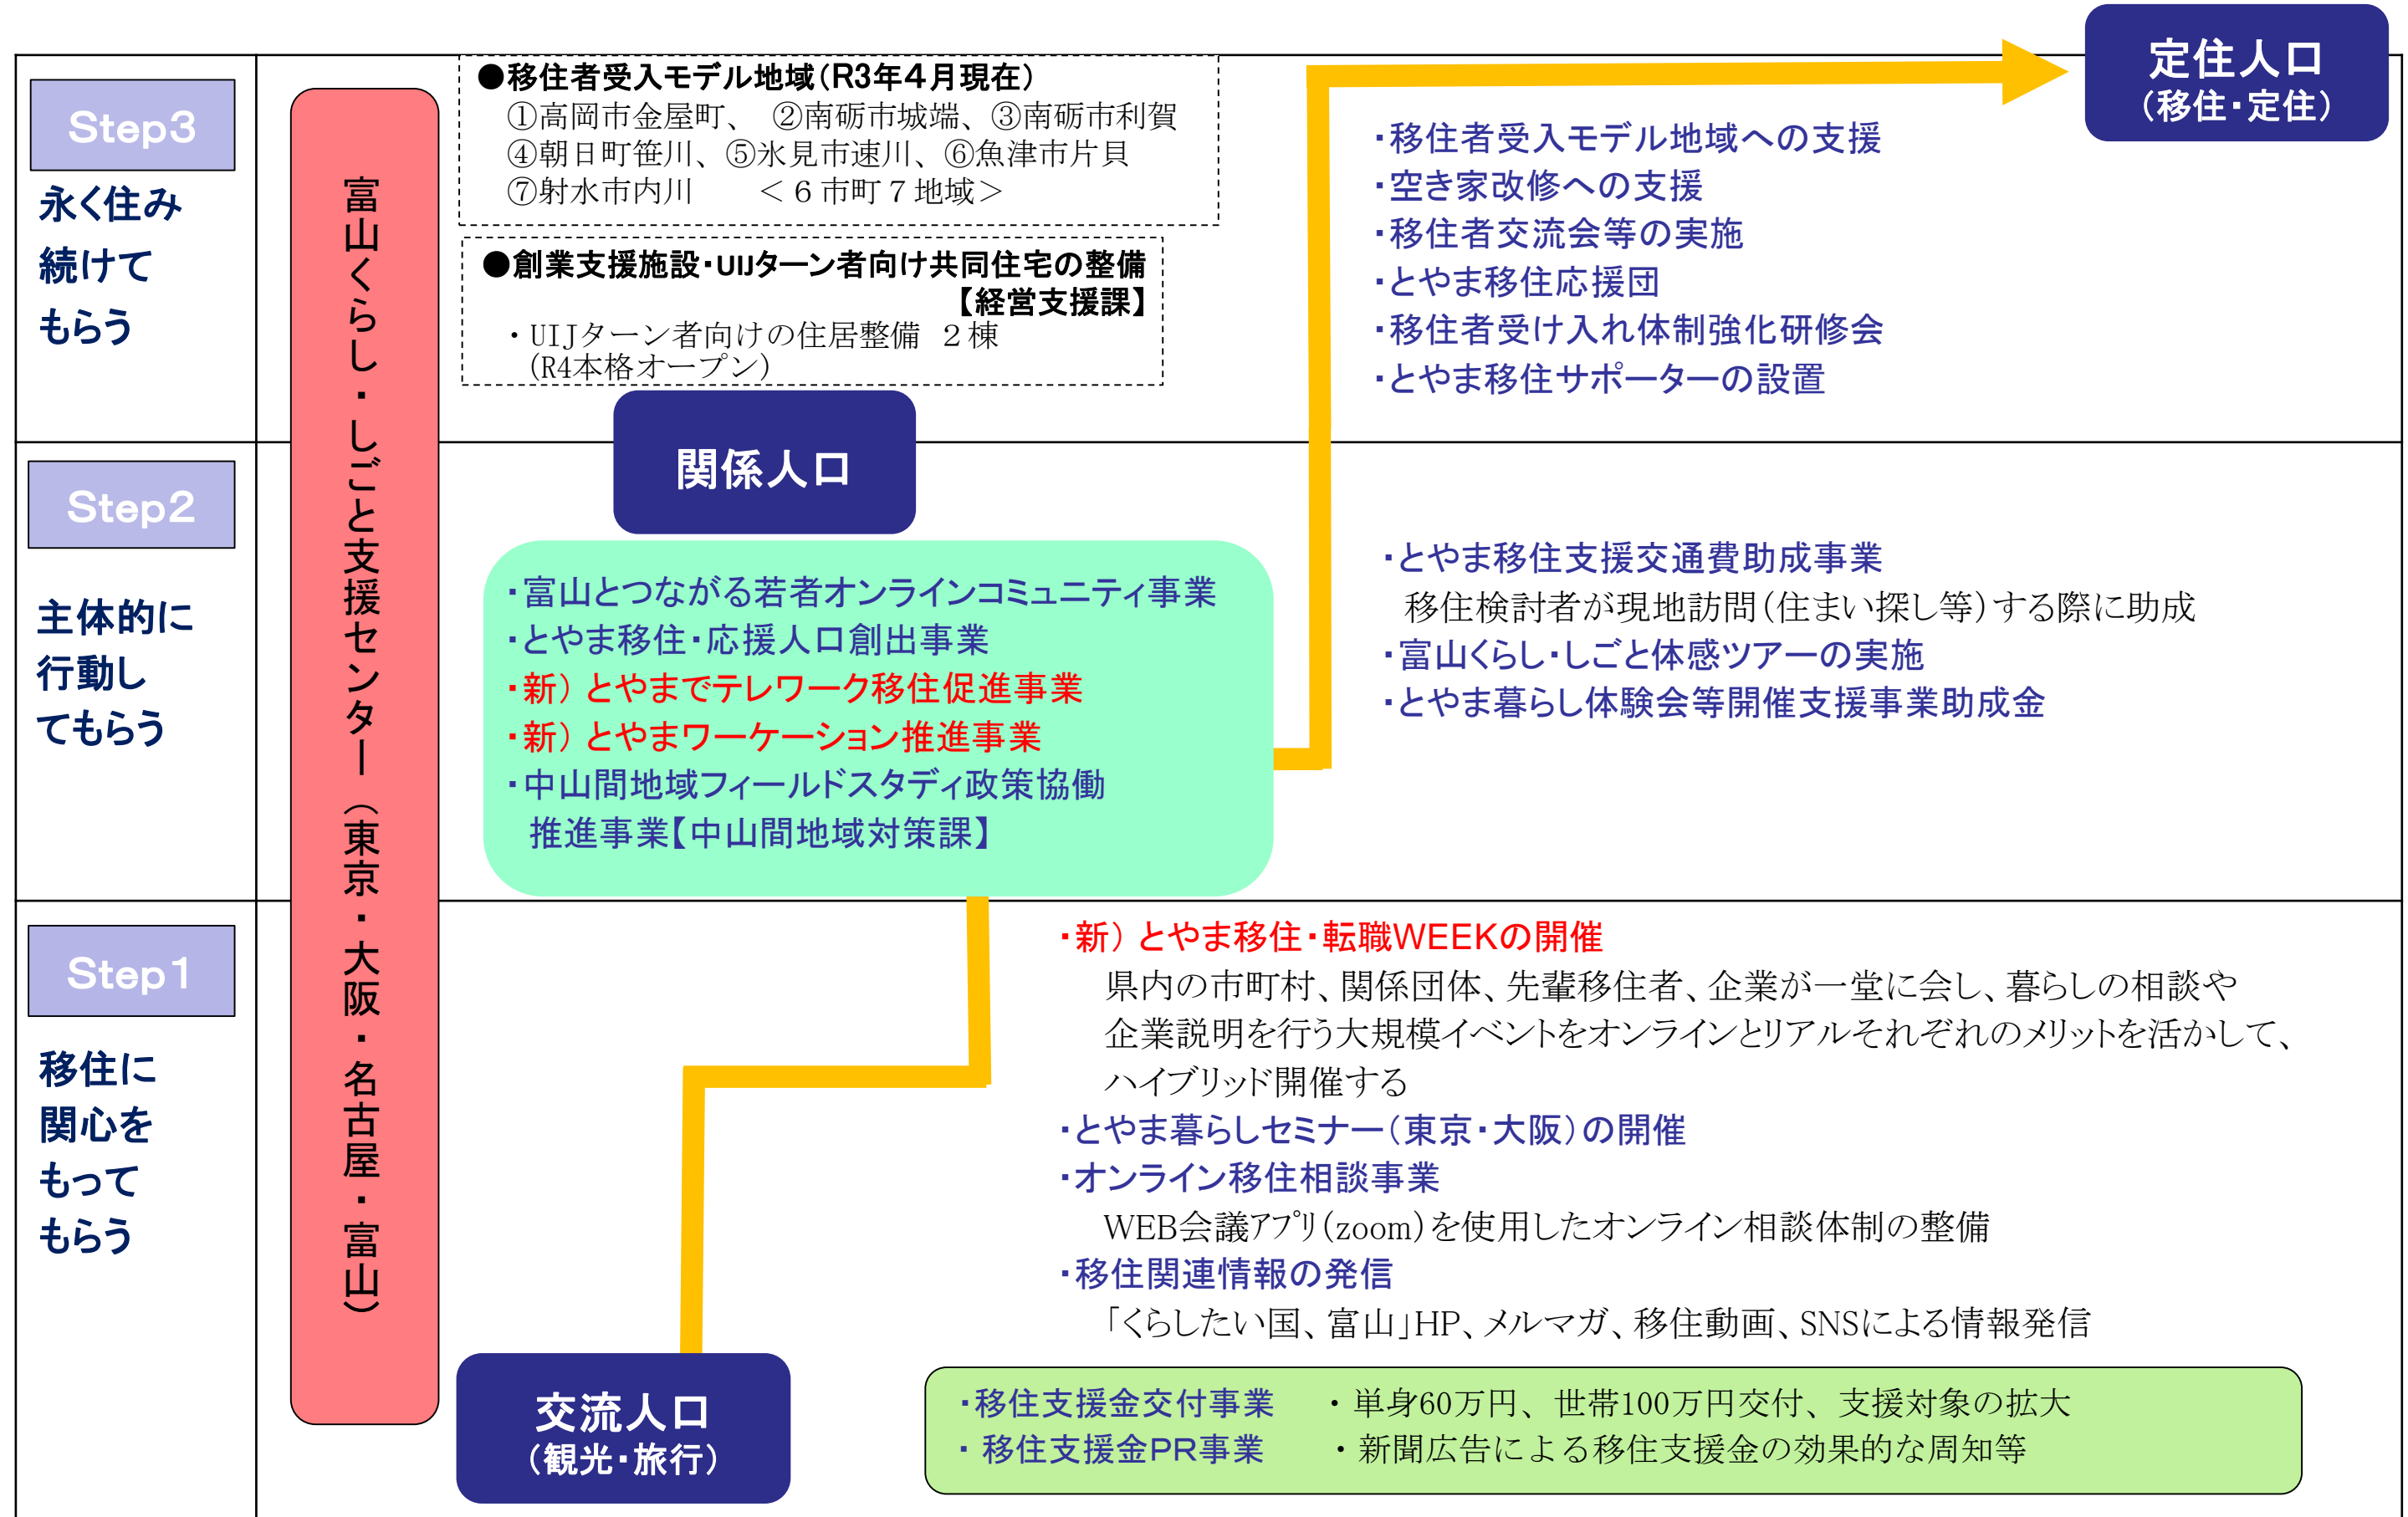 定住人口
（移住・定住）
Step3
永く住み
続けて
もらう
富山くらし・しごと支援センター（東京・大阪・名古屋・富山）
●移住者受入モデル地域（R3年4月現在）
①高岡市金屋町、 ②南砺市城端、③南砺市利賀
④朝日町笹川、⑤氷見市速川、⑥魚津市片貝
⑦射水市内川 ＜６市町７地域＞
●創業支援施設・UIJターン者向け共同住宅の整備
【経営支援課】
・UIJターン者向けの住居整備 ２棟
(R4本格オープン)
・移住者受入モデル地域への支援
・空き家改修への支援
・移住者交流会等の実施
・とやま移住応援団
・移住者受け入れ体制強化研修会
・とやま移住サポーターの設置
関係人口
Step2
主体的に
行動し
てもらう
・富山とつながる若者オンラインコミュニティ事業
・とやま移住・応援人口創出事業
・新） とやまでテレワーク移住促進事業
・新） とやまワーケーション推進事業
・中山間地域フィールドスタディ政策協働
推進事業【中山間地域対策課】
・とやま移住支援交通費助成事業
移住検討者が現地訪問（住まい探し等）する際に助成
・富山くらし・しごと体感ツアーの実施
・とやま暮らし体験会等開催支援事業助成金
Step1
移住に
関心を
もって
もらう
・新） とやま移住・転職WEEKの開催
県内の市町村、関係団体、先輩移住者、企業が一堂に会し、暮らしの相談や
企業説明を行う大規模イベントをオンラインとリアルそれぞれのメリットを活かして、
ハイブリッド開催する
・とやま暮らしセミナー（東京・大阪）の開催
・オンライン移住相談事業
WEB会議アプリ（zoom）を使用したオンライン相談体制の整備
・移住関連情報の発信
「くらしたい国、富山」HP、メルマガ、移住動画、SNSによる情報発信
交流人口
（観光・旅行）
・移住支援金交付事業 ・単身60万円、世帯100万円交付、支援対象の拡大
・ 移住支援金PR事業 ・新聞広告による移住支援金の効果的な周知等